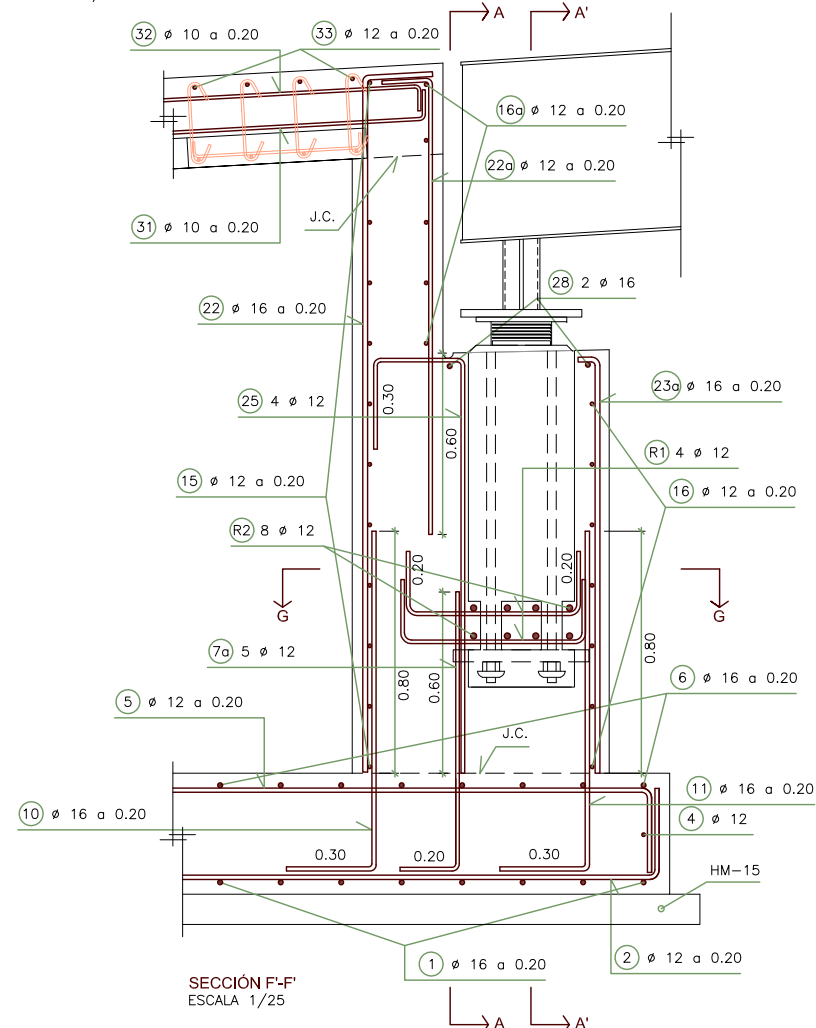 A
A'
32 ø 10 a 0.20
33 ø 12 a 0.20
16a ø 12 a 0.20
22a ø 12 a 0.20
J.C.
31 ø 10 a 0.20
28 2 ø 16
22 ø 16 a 0.20
23a ø 16 a 0.20
0.30
25 4 ø 12
0.60
R1 4 ø 12
15 ø 12 a 0.20
16 ø 12 a 0.20
R2 8 ø 12
0.20
0.20
G
G
7a 5 ø 12
0.80
0.60
0.80
6 ø 16 a 0.20
5 ø 12 a 0.20
J.C.
11 ø 16 a 0.20
10 ø 16 a 0.20
4 ø 12
0.30
0.20
0.30
HM-15
1 ø 16 a 0.20
2 ø 12 a 0.20
SECCIÓN F'-F'
ESCALA 1/25
A
A'